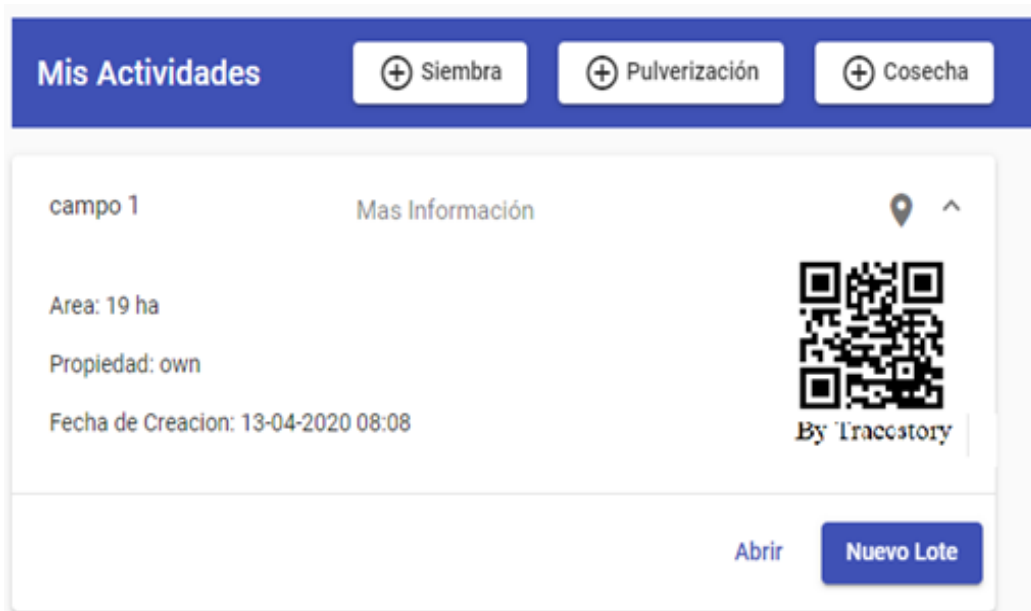 Mis Actividades
Siembra
Pulverización
Cosecha
campo 1
Mas Información
Area: 19 ha
Propiedad: own
Fecha de Creacion: 13-04-2020 08:08
By Tracestory
Abrir
Nuevo Lote